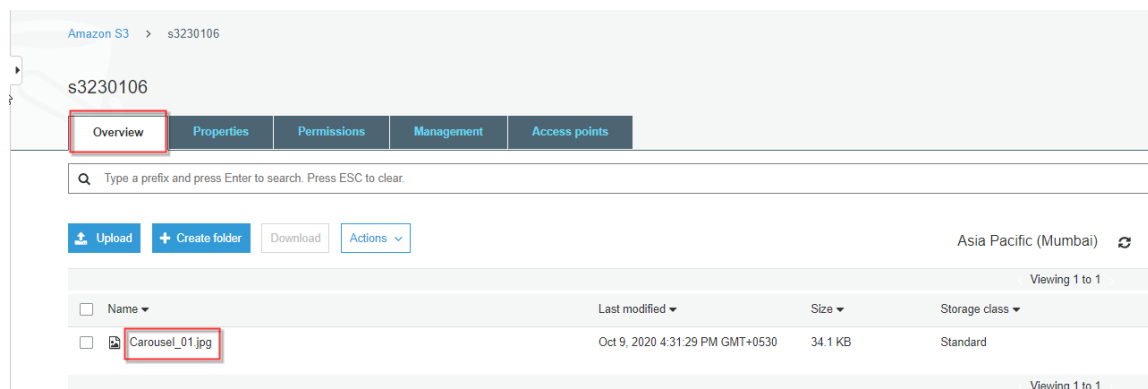 Amazon S3 > s3230106
s3230106
Overview Properties Permissions Management Access points
Type a prefix and press Enter to search. Press ESC to clear.
Upload + Create folder Download Actions Asia Pacific (Mumbai)
Viewing 1 to 1
Name Last modified Size Storage class
Carousel_01.jpg Oct 9, 2020 4:31:29 PM GMT+0530 34.1 KB Standard
Viewing 1 to 1